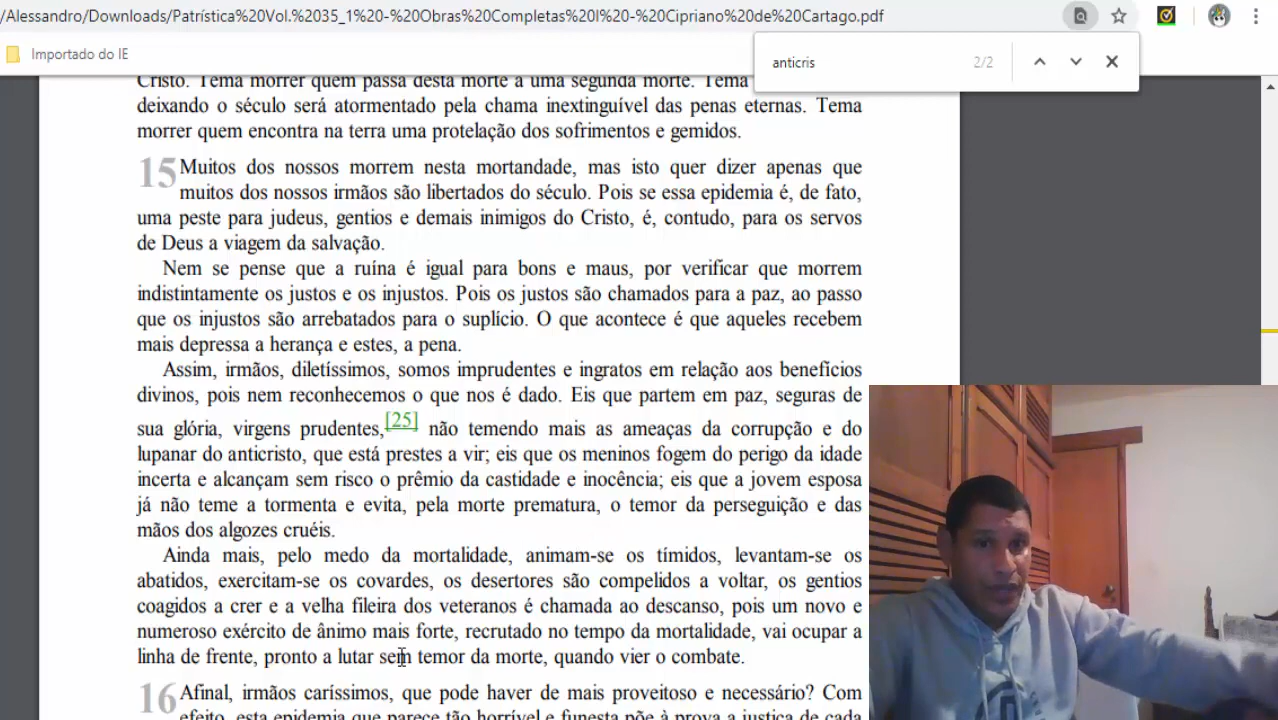 /Alessandro/Downloads/Patrística%20Vol.%2035_1%20-%20Obras%20Completas%20I%20-%20Cipriano%20de%20Cartago.pdf
Importado do IE
anticris 2/2
Cristo. Tema morrer quem passa desta morte a uma segunda morte. Tema
deixando o século será atormentado pela chama inextinguível das penas eternas. Tema
morrer quem encontra na terra uma protelação dos sofrimentos e gemidos.
15 Muitos dos nossos morrem nesta mortandade, mas isto quer dizer apenas que
muitos dos nossos irmãos são libertados do século. Pois se essa epidemia é, de fato,
uma peste para judeus, gentios e demais inimigos do Cristo, é, contudo, para os servos
de Deus a viagem da salvação.
Nem se pense que a ruína é igual para bons e maus, por verificar que morrem
indistintamente os justos e os injustos. Pois os justos são chamados para a paz, ao passo
que os injustos são arrebatados para o suplício. O que acontece é que aqueles recebem
mais depressa a herança e estes, a pena.
Assim, irmãos, diletíssimos, somos imprudentes e ingratos em relação aos benefícios
divinos, pois nem reconhecemos o que nos é dado. Eis que partem em paz, seguras de
sua glória, virgens prudentes,[25] não temendo mais as ameaças da corrupção e do
lupanar do anticristo, que está prestes a vir; eis que os meninos fogem do perigo da idade
incerta e alcançam sem risco o prêmio da castidade e inocência; eis que a jovem esposa
já não teme a tormenta e evita, pela morte prematura, o temor da perseguição e das
mãos dos algozes cruéis.
Ainda mais, pelo medo da mortalidade, animam-se os tímidos, levantam-se os
abatidos, exercitam-se os covardes, os desertores são compelidos a voltar, os gentios
coagidos a crer e a velha fileira dos veteranos é chamada ao descanso, pois um novo e
numeroso exército de ânimo mais forte, recrutado no tempo da mortalidade, vai ocupar a
linha de frente, pronto a lutar sem temor da morte, quando vier o combate.
16 Afinal, irmãos caríssimos, que pode haver de mais proveitoso e necessário? Com
efeito, esta epidemia que parece tão horrível e funesta põe à prova a justiça de cada